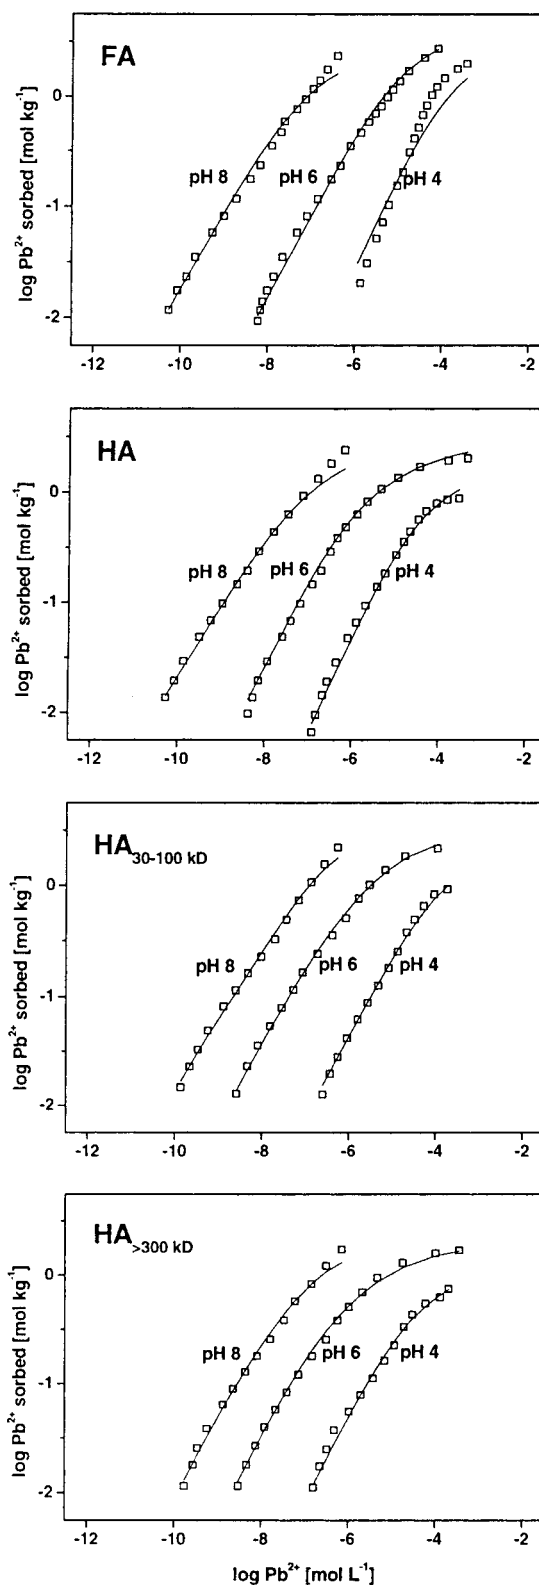 FA
0
-1
-2
log Pb²⁺ sorbed [mol kg⁻¹]
pH 8
pH 6
pH 4
-12 -10 -8 -6 -4 -2
HA
0
-1
-2
log Pb²⁺ sorbed [mol kg⁻¹]
pH 8
pH 6
pH 4
-12 -10 -8 -6 -4 -2
HA30-100 kD
0
-1
-2
log Pb²⁺ sorbed [mol kg⁻¹]
pH 8
pH 6
pH 4
-12 -10 -8 -6 -4 -2
HA>300 kD
0
-1
-2
log Pb²⁺ sorbed [mol kg⁻¹]
pH 8
pH 6
pH 4
-12 -10 -8 -6 -4 -2
log Pb²⁺ [mol L⁻¹]